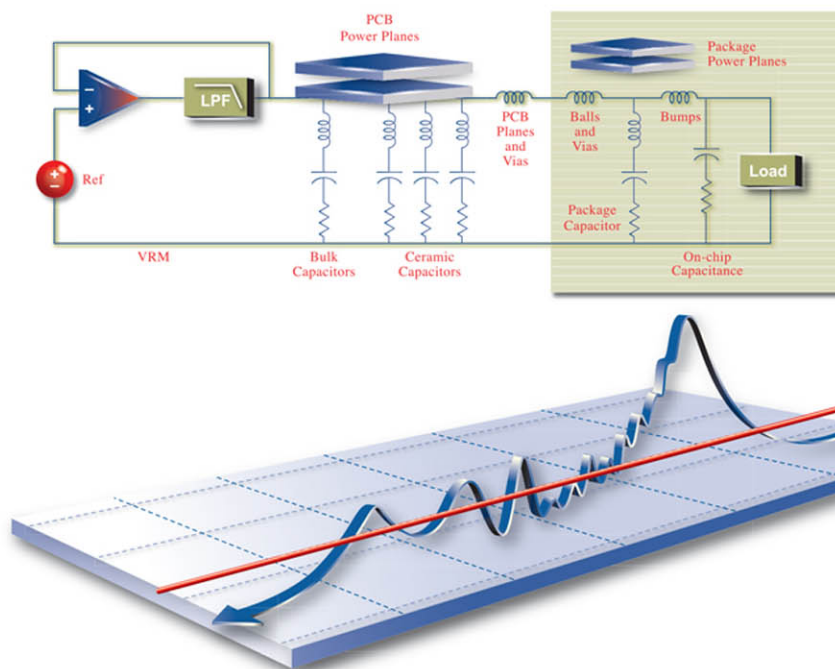 PCB
Power Planes
Package
Power Planes
−
+
LPF
PCB
Planes
and
Vias
Balls
and
Vias
Bumps
+
−
Ref
Load
Package
Capacitor
VRM
Bulk
Capacitors
Ceramic
Capacitors
On-chip
Capacitance